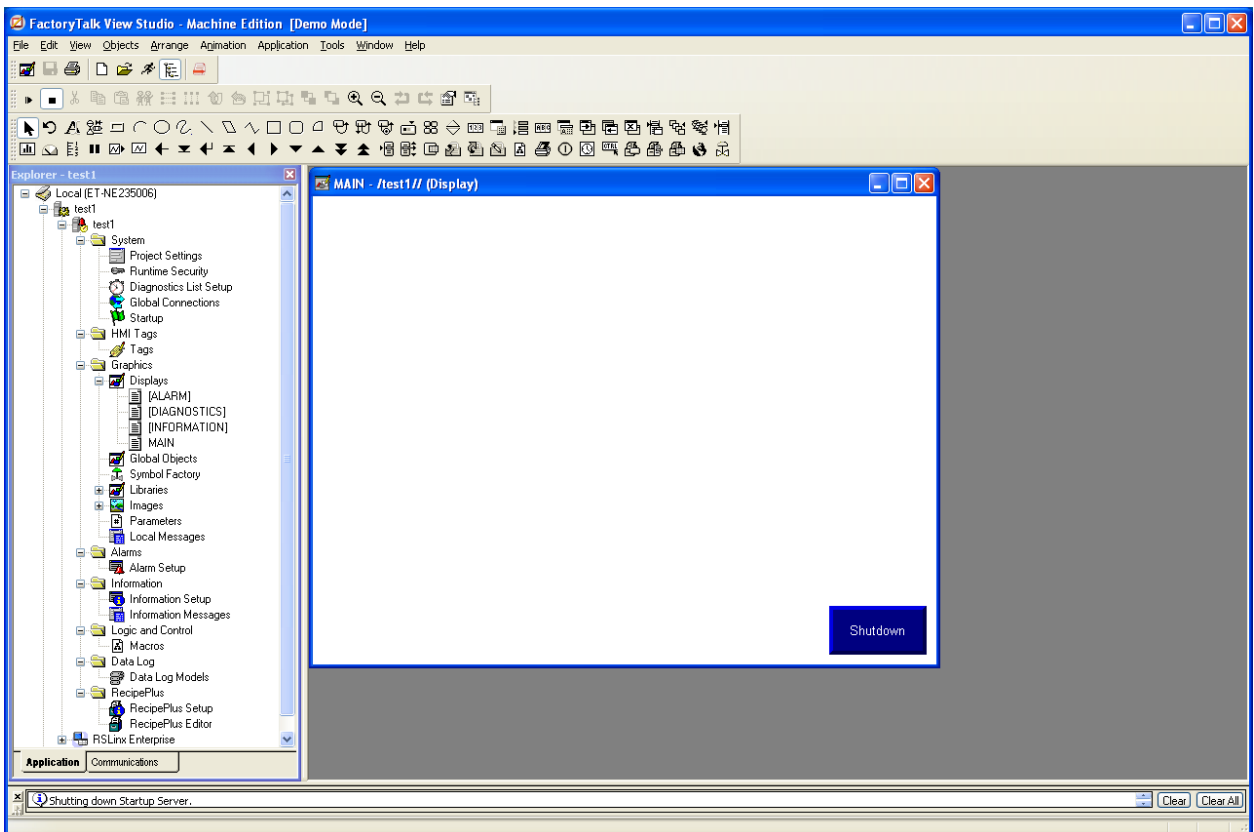 FactoryTalk View Studio - Machine Edition [Demo Mode]
File Edit View Objects Arrange Animation Application Tools Window Help
Explorer - test1
Local (ET-NE235006)
test1
test1
System
Project Settings
Runtime Security
Diagnostics List Setup
Global Connections
Startup
HMI Tags
Tags
Graphics
Displays
[ALARM]
[DIAGNOSTICS]
[INFORMATION]
MAIN
Global Objects
Symbol Factory
Libraries
Images
Parameters
Local Messages
Alarms
Alarm Setup
Information
Information Setup
Information Messages
Logic and Control
Macros
Data Log
Data Log Models
RecipePlus
RecipePlus Setup
RecipePlus Editor
RSLinx Enterprise
Application Communications
MAIN - /test1// (Display)
Shutdown
Shutting down Startup Server.
Clear Clear All